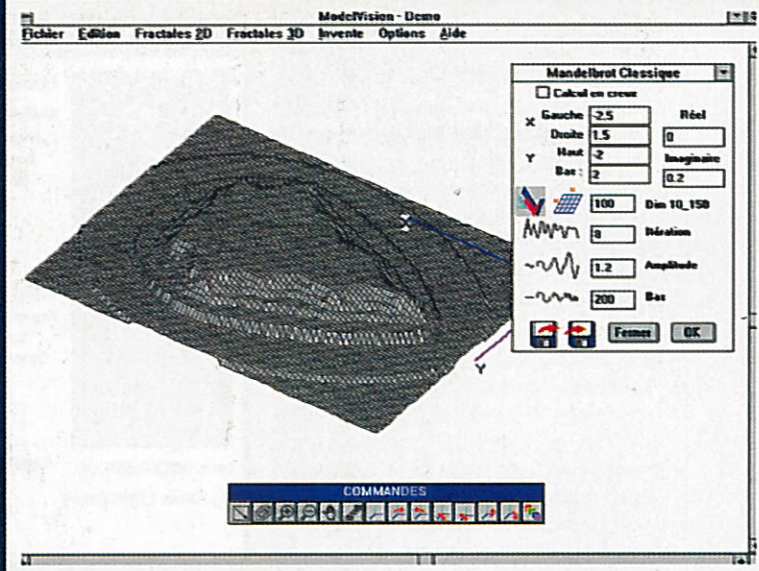 ModelVision - Demo
Fichier Edition Fractales 2D Fractales 3D Invente Options Aide
Mandelbrot Classique
Calcul en creux
X Gauche -2.5 Réel
Droite 1.5 0
Y Haut -2 Imaginaire
Bas : 2 0.2
100 Dim 10_150
8 Itération
1.2 Amplitude
200 Bas
Fermer OK
X
Y
COMMANDES